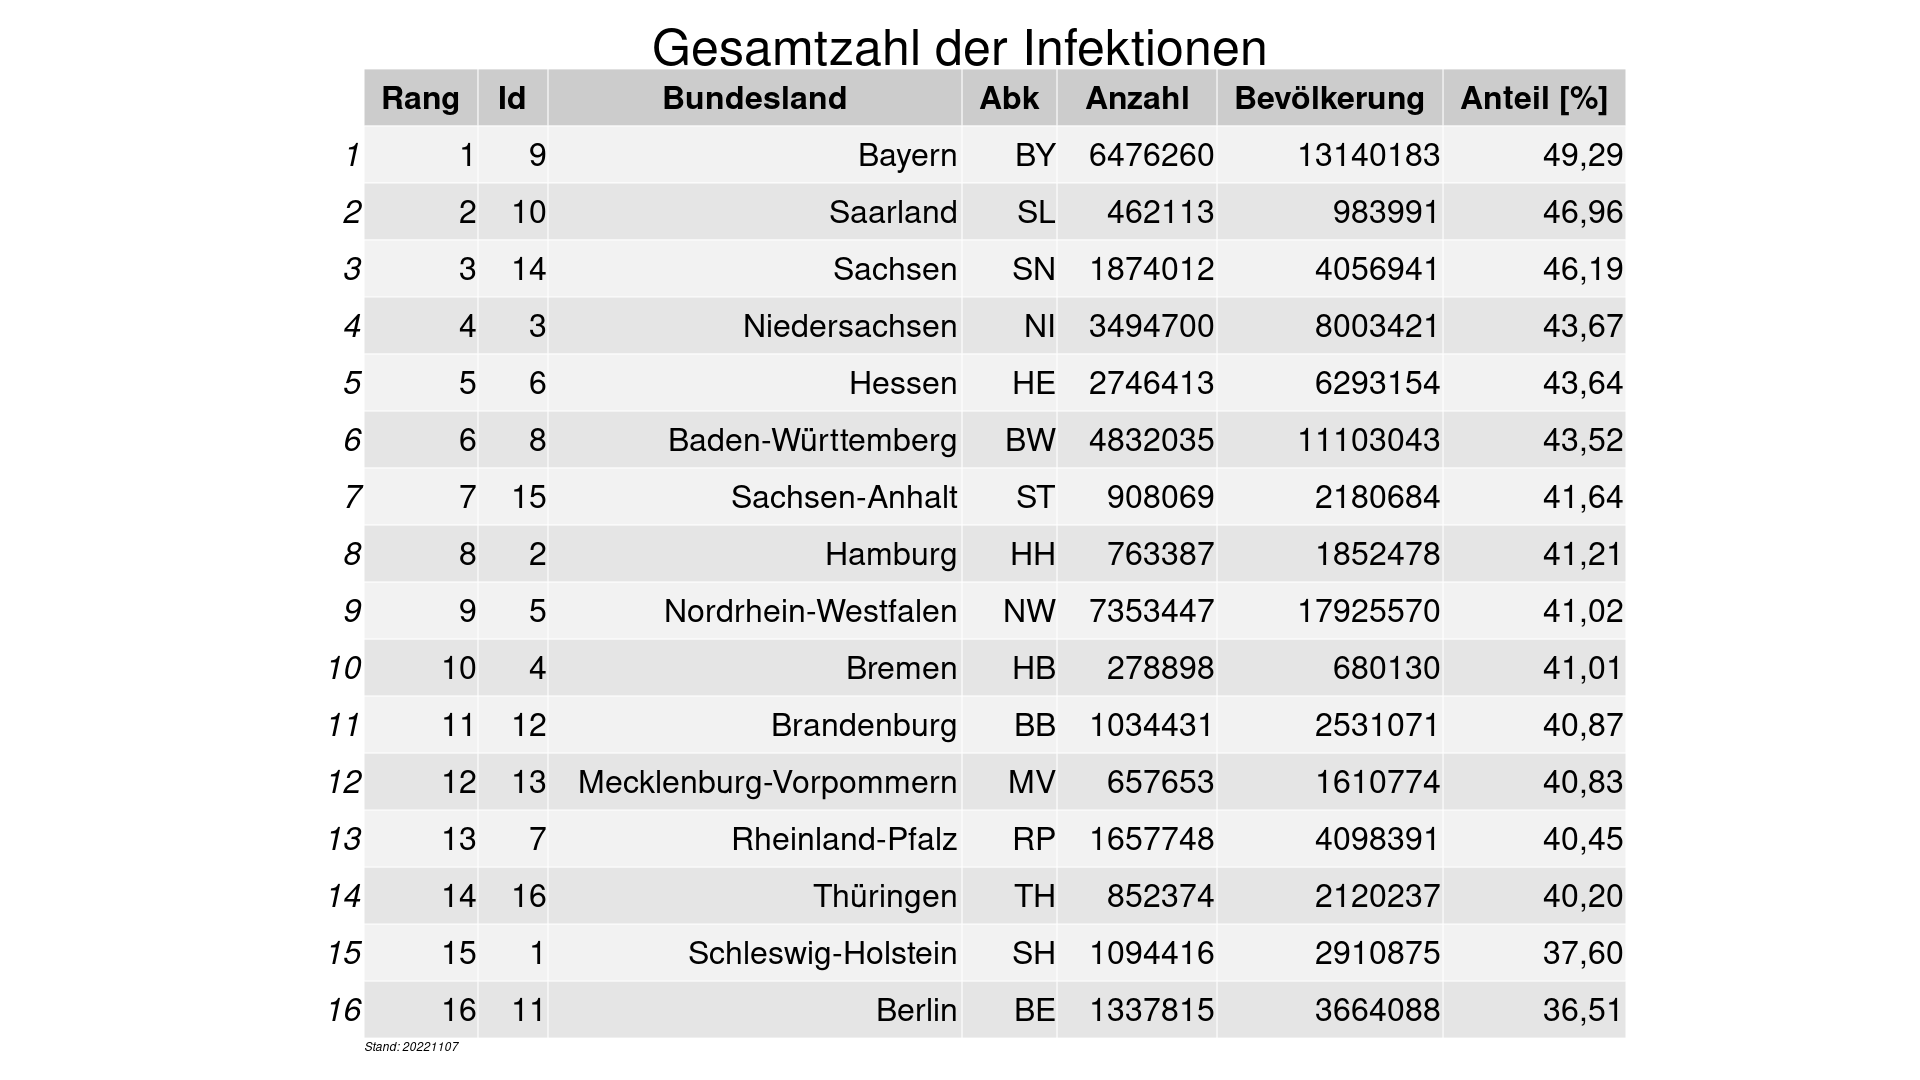 Gesamtzahl der Infektionen
Rang Id Bundesland Abk Anzahl Bevölkerung Anteil [%]
1 1 9 Bayern BY 6476260 13140183 49,29
2 2 10 Saarland SL 462113 983991 46,96
3 3 14 Sachsen SN 1874012 4056941 46,19
4 4 3 Niedersachsen NI 3494700 8003421 43,67
5 5 6 Hessen HE 2746413 6293154 43,64
6 6 8 Baden-Württemberg BW 4832035 11103043 43,52
7 7 15 Sachsen-Anhalt ST 908069 2180684 41,64
8 8 2 Hamburg HH 763387 1852478 41,21
9 9 5 Nordrhein-Westfalen NW 7353447 17925570 41,02
10 10 4 Bremen HB 278898 680130 41,01
11 11 12 Brandenburg BB 1034431 2531071 40,87
12 12 13 Mecklenburg-Vorpommern MV 657653 1610774 40,83
13 13 7 Rheinland-Pfalz RP 1657748 4098391 40,45
14 14 16 Thüringen TH 852374 2120237 40,20
15 15 1 Schleswig-Holstein SH 1094416 2910875 37,60
16 16 11 Berlin BE 1337815 3664088 36,51
Stand: 20221107